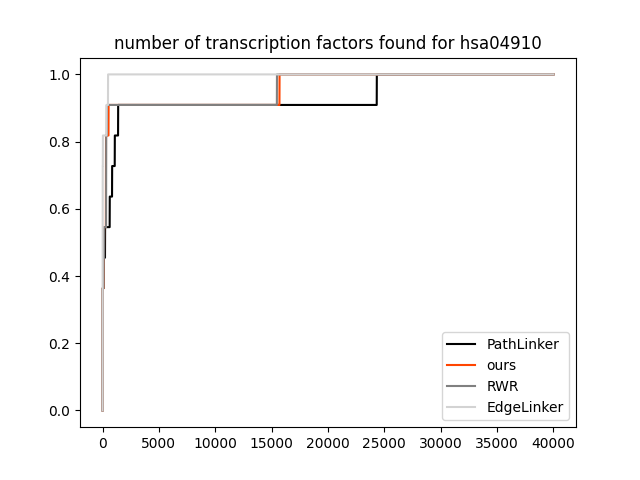 number of transcription factors found for hsa04910
1.0
0.8
0.6
0.4
0.2
0.0
0 5000 10000 15000 20000 25000 30000 35000 40000
PathLinker
ours
RWR
EdgeLinker